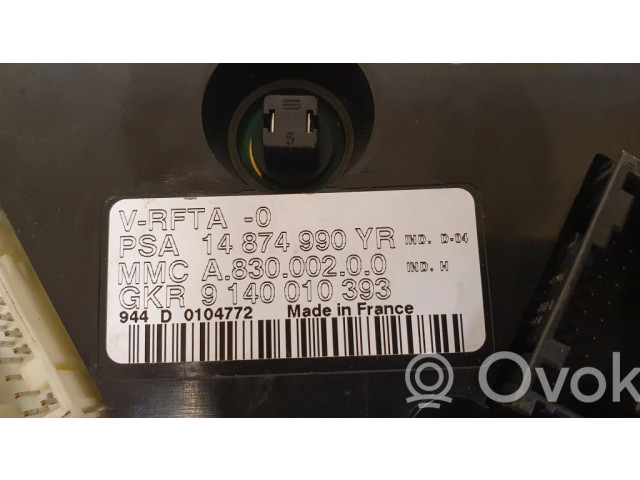 5
V-RFTA -0
PSA 14 874 990 YR IND. D-04
MMC A.830.002.0.0 IND. H
GKR 9 140 010 393
944 D 0104772 Made in France
Ovok